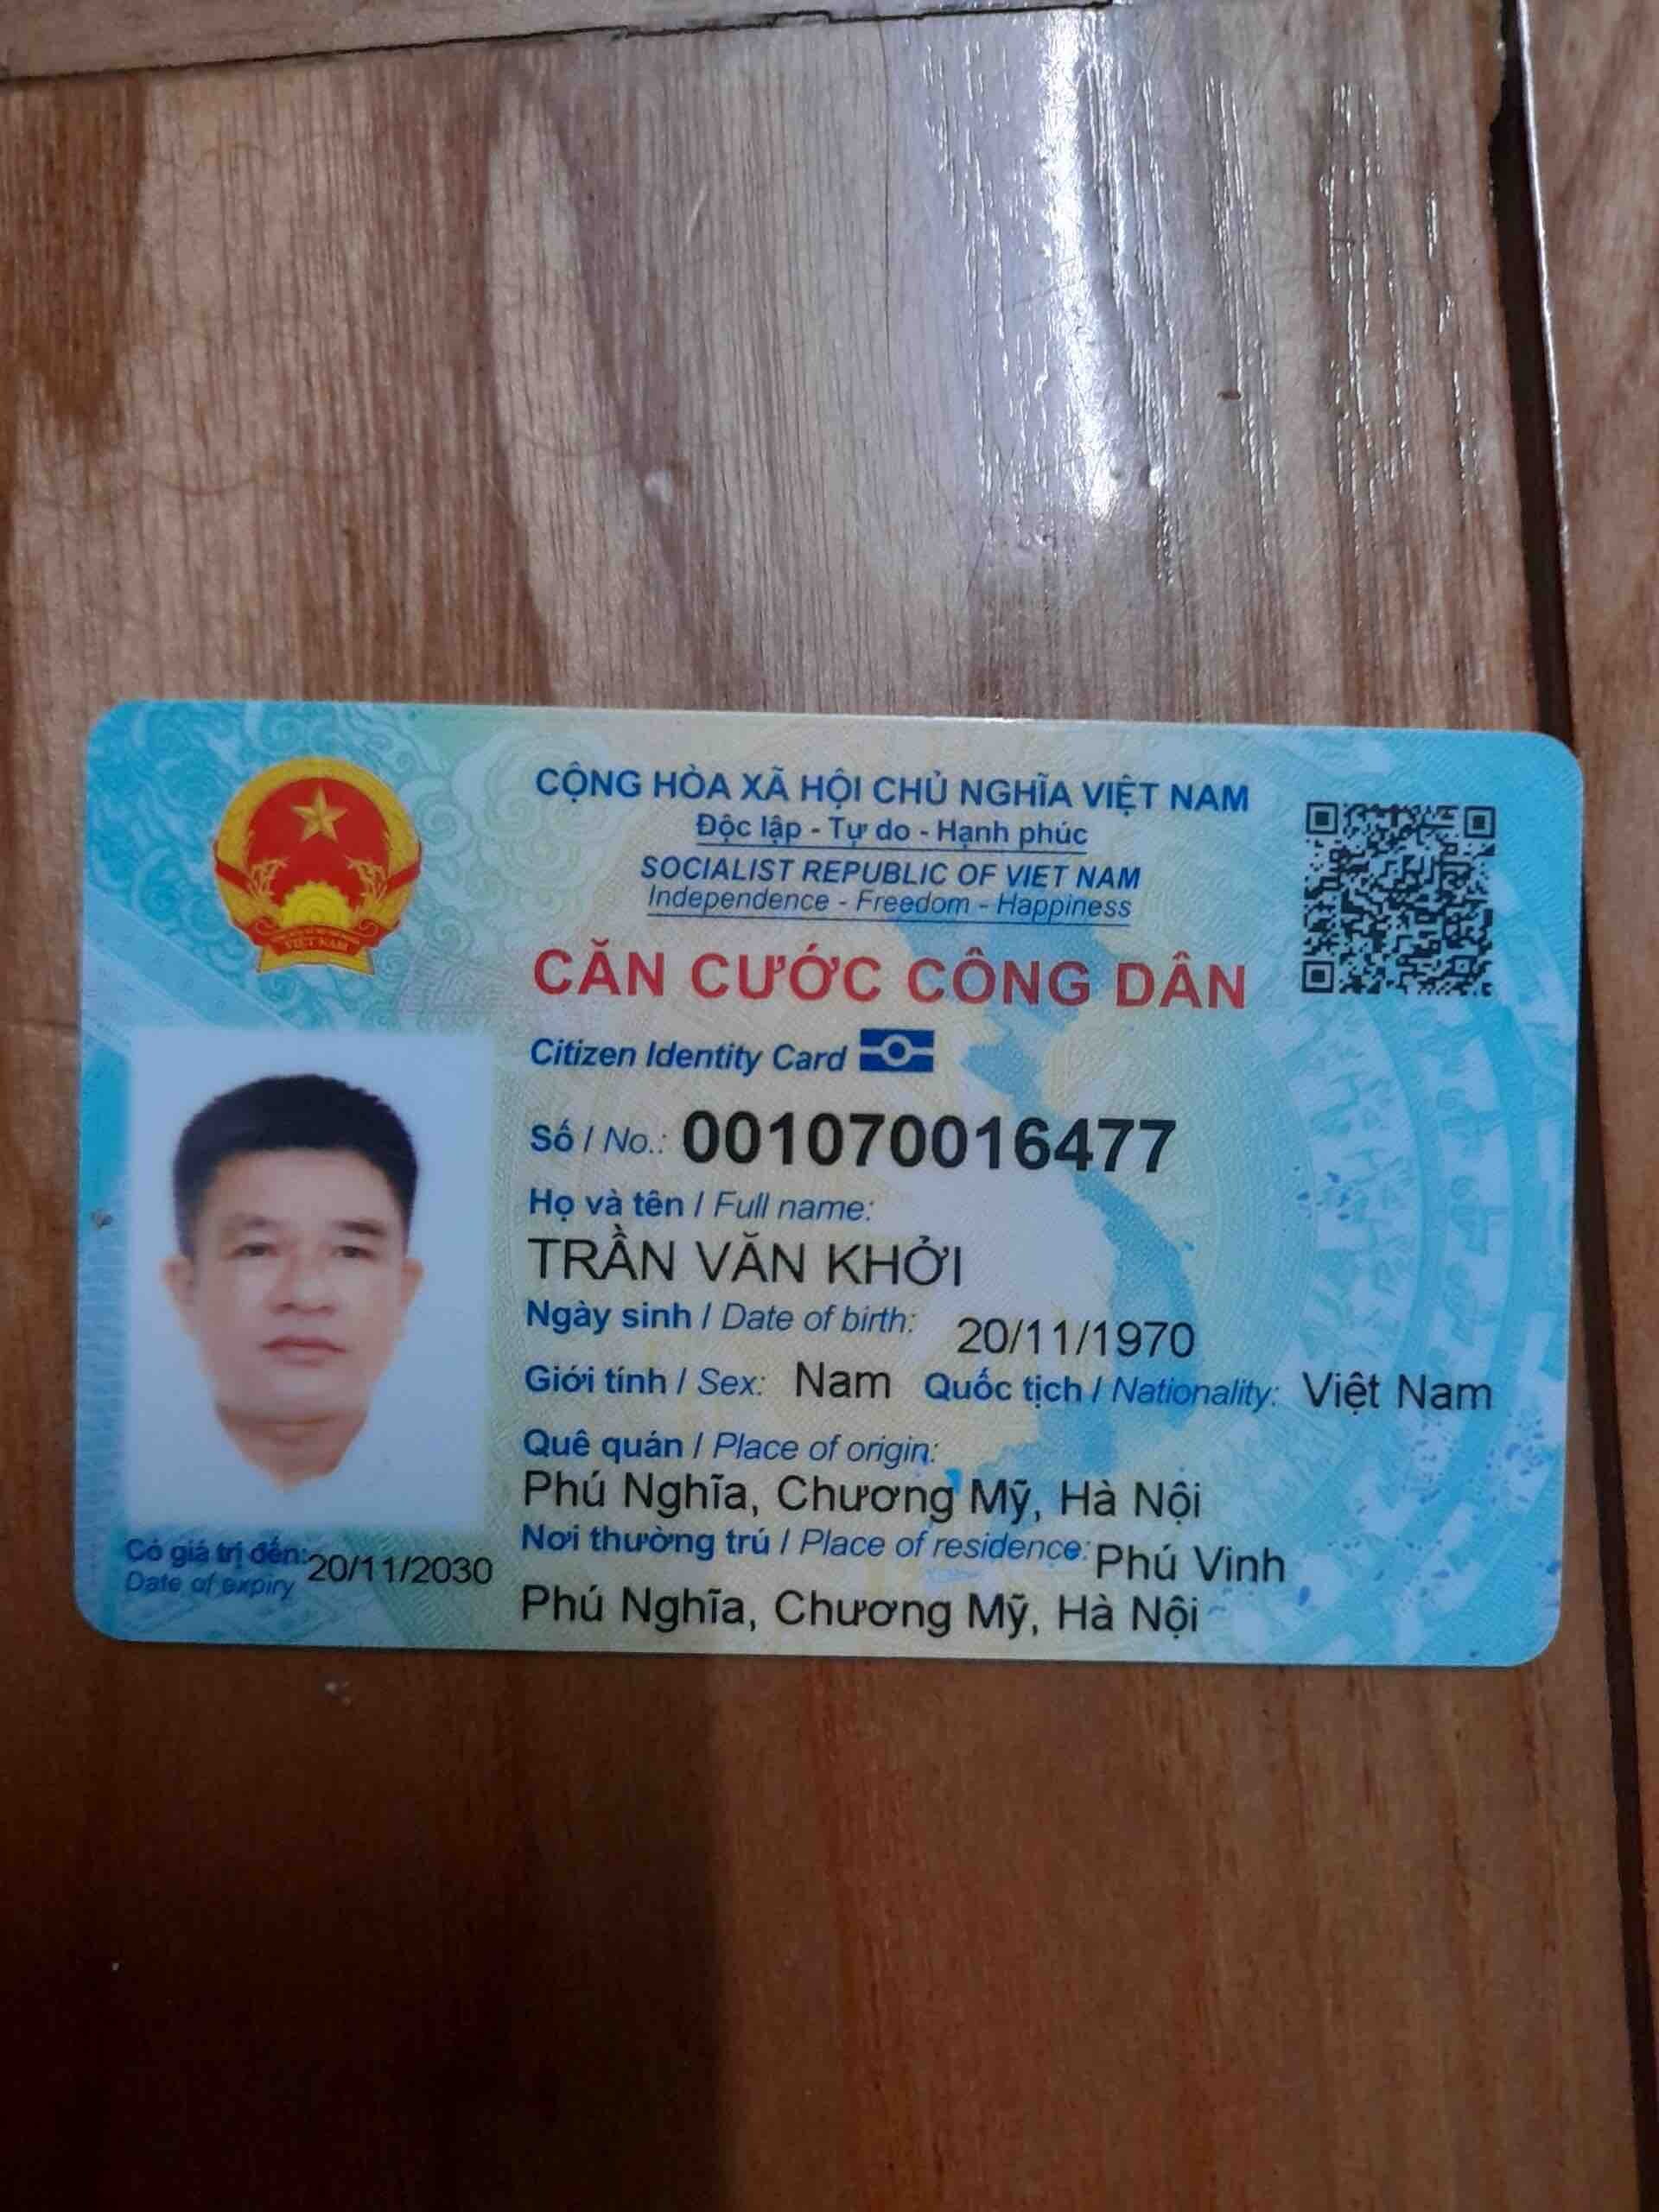 CỘNG HÒA XÃ HỘI CHỦ NGHĨA VIỆT NAM
Độc lập - Tự do - Hạnh phúc
SOCIALIST REPUBLIC OF VIET NAM
Independence - Freedom - Happiness
VIỆT NAM
CĂN CƯỚC CÔNG DÂN
Citizen Identity Card
Số / No.: 001070016477
Họ và tên / Full name:
TRẦN VĂN KHỞI
Ngày sinh / Date of birth: 20/11/1970
Giới tính / Sex: Nam Quốc tịch / Nationality: Việt Nam
Quê quán / Place of origin:
Phú Nghĩa, Chương Mỹ, Hà Nội
Nơi thường trú / Place of residence: Phú Vinh
Phú Nghĩa, Chương Mỹ, Hà Nội
Có giá trị đến: 20/11/2030
Date of expiry